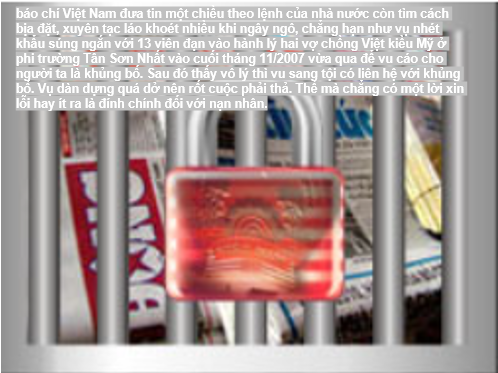 báo chí Việt Nam đưa tin một chiều theo lệnh của nhà nước còn tìm cách
bịa đặt, xuyên tạc láo khoét nhiều khi ngây ngô, chẳng hạn như vụ nhét
khẩu súng ngắn với 13 viên đạn vào hành lý hai vợ chồng Việt kiều Mỹ ở
phi trường Tân Sơn Nhất vào cuối tháng 11/2007 vừa qua để vu cáo cho
người ta là khủng bố. Sau đó thấy vô lý thì vu sang tội có liên hệ với khủng
bố. Vụ dàn dựng quá dở nên rốt cuộc phải thả. Thế mà chẳng có một lời xin
lỗi hay ít ra là đính chính đối với nạn nhân.